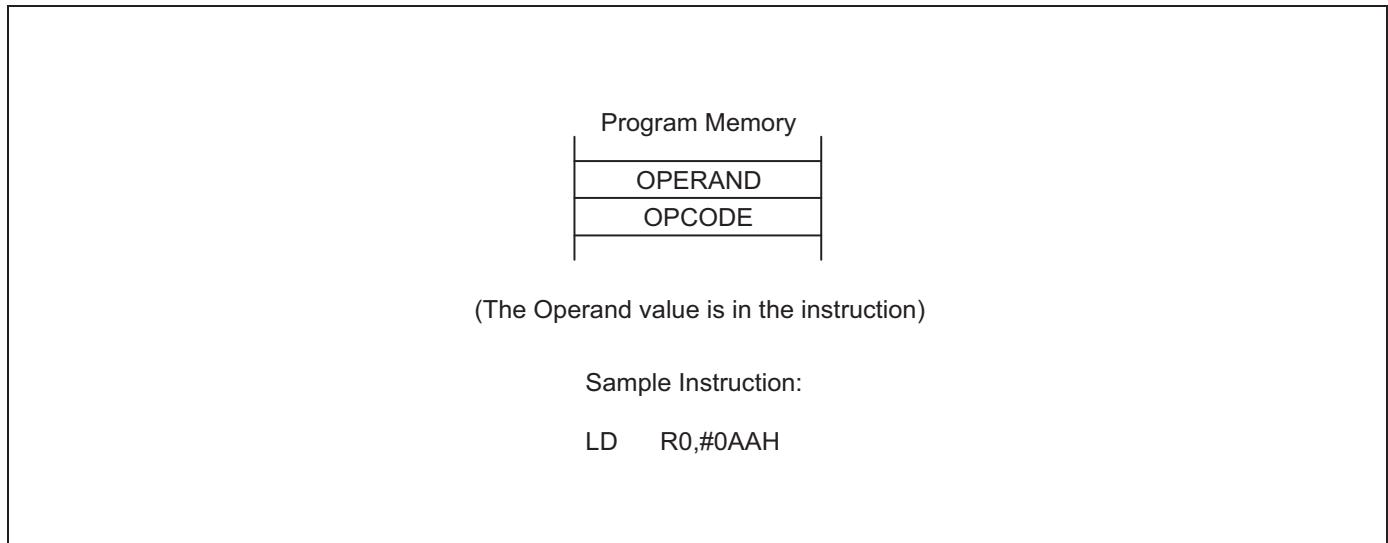 Program Memory
OPERAND
OPCODE
(The Operand value is in the instruction)
Sample Instruction:
LD R0,#0AAH